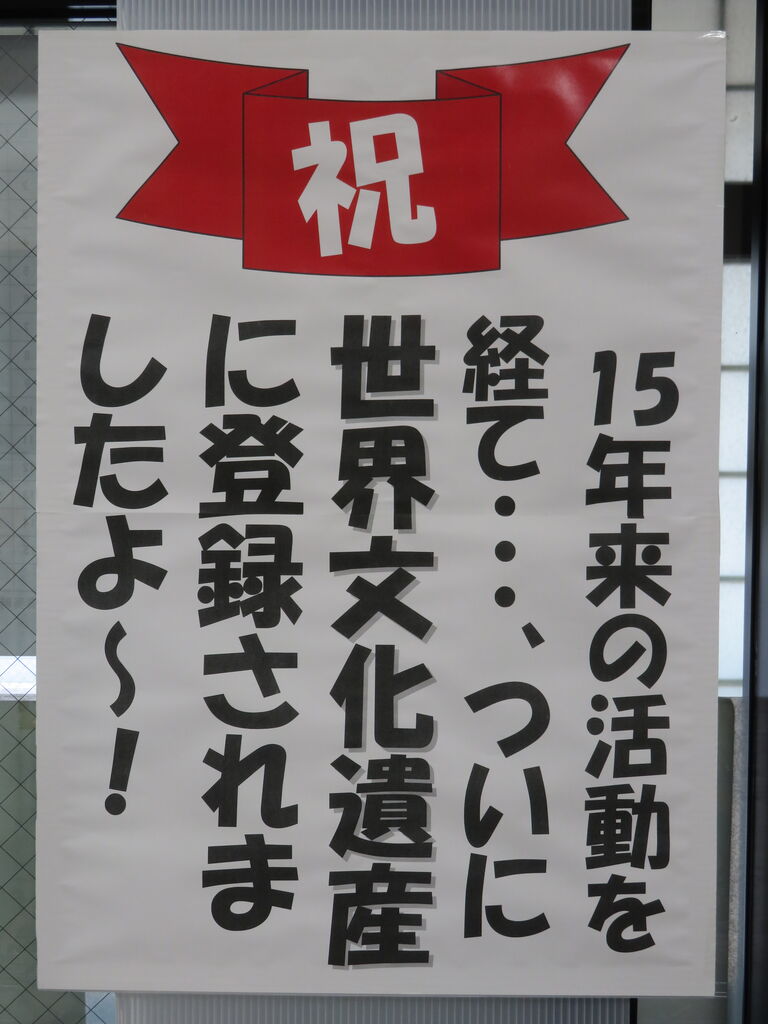 祝
15年来の活動を
経て…、ついに
世界文化遺産
に登録されま
したよ～！